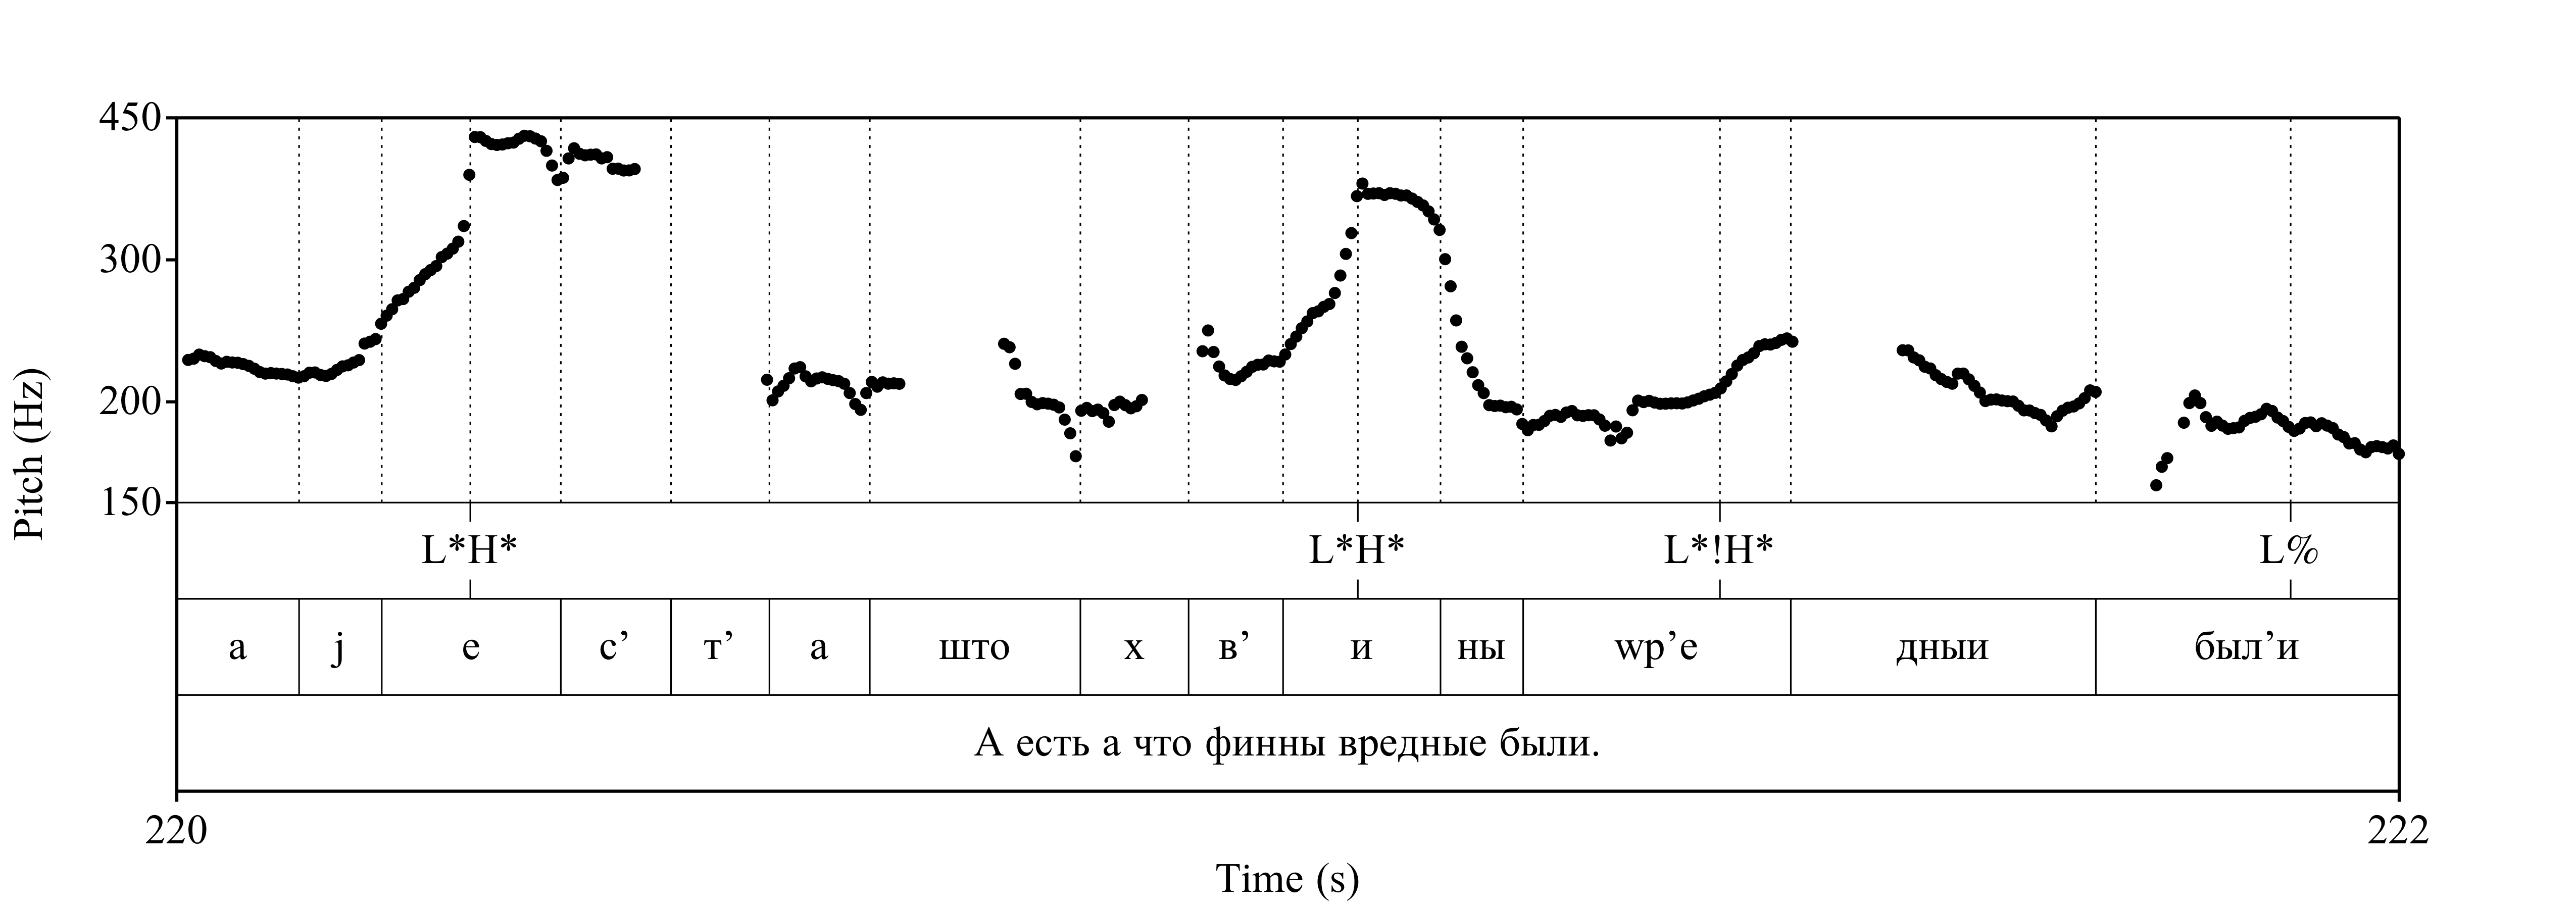 450
300
200
150
Pitch (Hz)
L*H* L*H* L*!H* L%
а j е с’ т’ а што х в’ и ны wр’е дныи был’и
А есть а что финны вредные были.
220 222
Time (s)